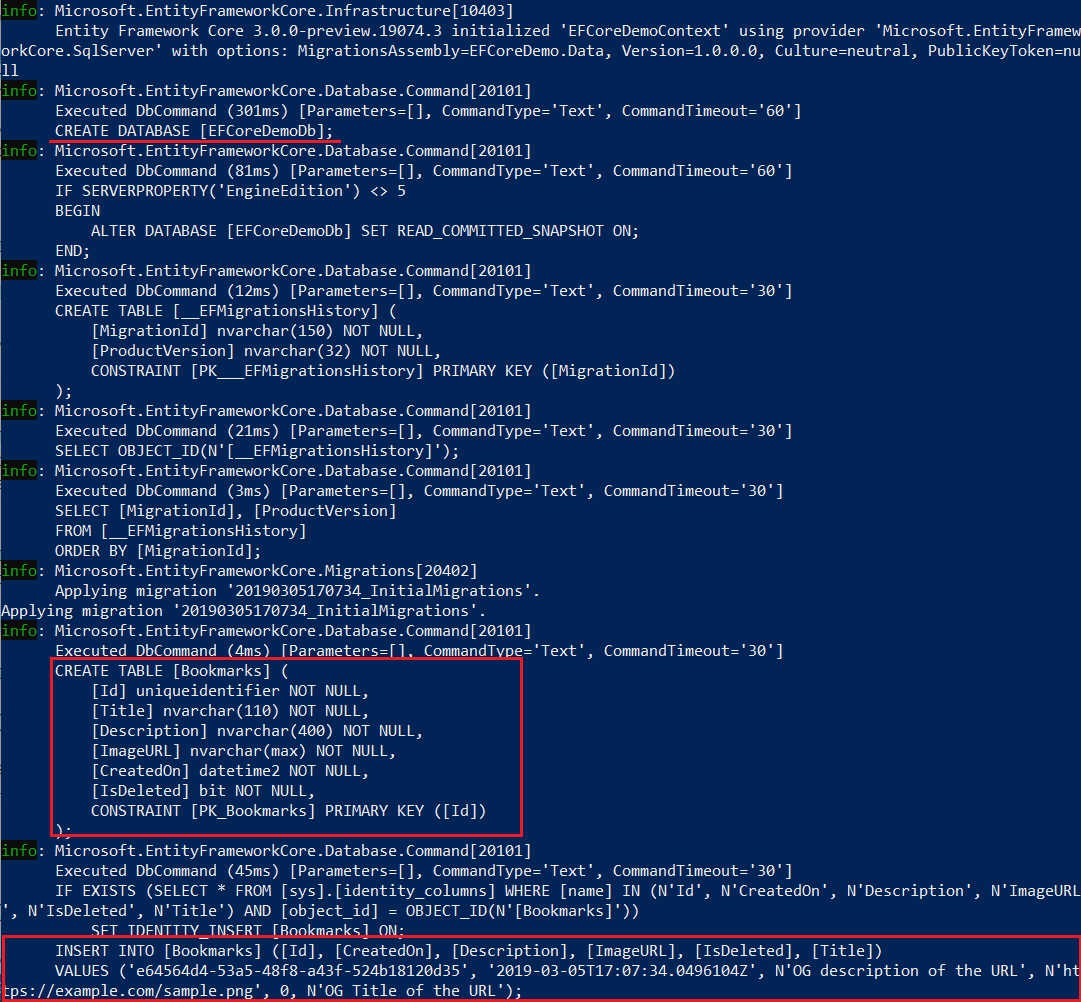 info: Microsoft.EntityFrameworkCore.Infrastructure[10403]
      Entity Framework Core 3.0.0-preview.19074.3 initialized 'EFCoreDemoContext' using provider 'Microsoft.EntityFramew
orkCore.SqlServer' with options: MigrationsAssembly=EFCoreDemo.Data, Version=1.0.0.0, Culture=neutral, PublicKeyToken=nu
ll
info: Microsoft.EntityFrameworkCore.Database.Command[20101]
      Executed DbCommand (301ms) [Parameters=[], CommandType='Text', CommandTimeout='60']
      CREATE DATABASE [EFCoreDemoDb];
info: Microsoft.EntityFrameworkCore.Database.Command[20101]
      Executed DbCommand (81ms) [Parameters=[], CommandType='Text', CommandTimeout='60']
      IF SERVERPROPERTY('EngineEdition') <> 5
      BEGIN
          ALTER DATABASE [EFCoreDemoDb] SET READ_COMMITTED_SNAPSHOT ON;
      END;
info: Microsoft.EntityFrameworkCore.Database.Command[20101]
      Executed DbCommand (12ms) [Parameters=[], CommandType='Text', CommandTimeout='30']
      CREATE TABLE [__EFMigrationsHistory] (
          [MigrationId] nvarchar(150) NOT NULL,
          [ProductVersion] nvarchar(32) NOT NULL,
          CONSTRAINT [PK___EFMigrationsHistory] PRIMARY KEY ([MigrationId])
      );
info: Microsoft.EntityFrameworkCore.Database.Command[20101]
      Executed DbCommand (21ms) [Parameters=[], CommandType='Text', CommandTimeout='30']
      SELECT OBJECT_ID(N'[__EFMigrationsHistory]');
info: Microsoft.EntityFrameworkCore.Database.Command[20101]
      Executed DbCommand (3ms) [Parameters=[], CommandType='Text', CommandTimeout='30']
      SELECT [MigrationId], [ProductVersion]
      FROM [__EFMigrationsHistory]
      ORDER BY [MigrationId];
info: Microsoft.EntityFrameworkCore.Migrations[20402]
      Applying migration '20190305170734_InitialMigrations'.
Applying migration '20190305170734_InitialMigrations'.
info: Microsoft.EntityFrameworkCore.Database.Command[20101]
      Executed DbCommand (4ms) [Parameters=[], CommandType='Text', CommandTimeout='30']
      CREATE TABLE [Bookmarks] (
          [Id] uniqueidentifier NOT NULL,
          [Title] nvarchar(110) NOT NULL,
          [Description] nvarchar(400) NOT NULL,
          [ImageURL] nvarchar(max) NOT NULL,
          [CreatedOn] datetime2 NOT NULL,
          [IsDeleted] bit NOT NULL,
          CONSTRAINT [PK_Bookmarks] PRIMARY KEY ([Id])
      );
info: Microsoft.EntityFrameworkCore.Database.Command[20101]
      Executed DbCommand (45ms) [Parameters=[], CommandType='Text', CommandTimeout='30']
      IF EXISTS (SELECT * FROM [sys].[identity_columns] WHERE [name] IN (N'Id', N'CreatedOn', N'Description', N'ImageURL
', N'IsDeleted', N'Title') AND [object_id] = OBJECT_ID(N'[Bookmarks]'))
          SET IDENTITY_INSERT [Bookmarks] ON;
      INSERT INTO [Bookmarks] ([Id], [CreatedOn], [Description], [ImageURL], [IsDeleted], [Title])
      VALUES ('e64564d4-53a5-48f8-a43f-524b18120d35', '2019-03-05T17:07:34.0496104Z', N'OG description of the URL', N'ht
tps://example.com/sample.png', 0, N'OG Title of the URL');